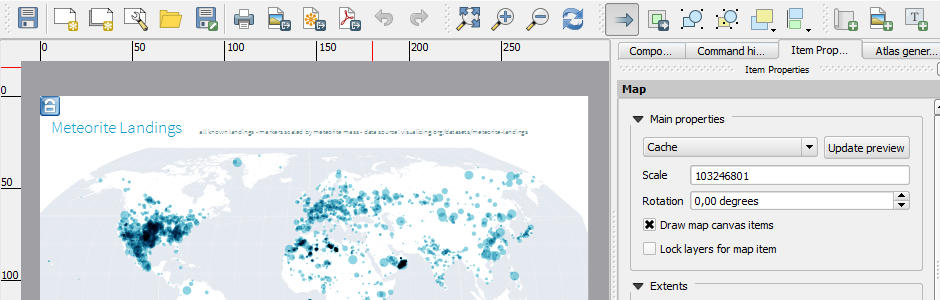 0 50 100 150 200 250
Compo... Command hi... Item Prop... Atlas gener...
Item Properties
0
Map
Meteorite Landings
all known landings - markers scaled by meteorite mass - data source: visualizing.org/datasets/meteorite-landings
Main properties
Cache Update preview
Scale 103246801
50
Rotation 0,00 degrees
Draw map canvas items
Lock layers for map item
100
Extents